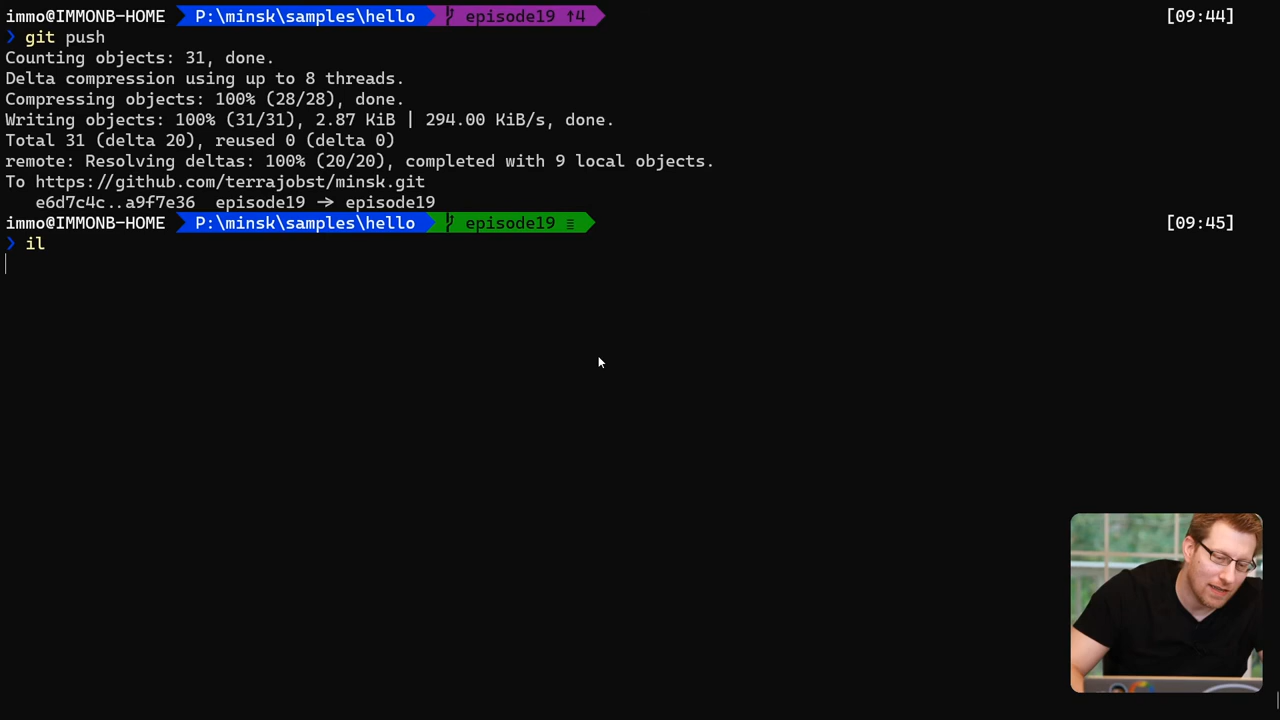 immo@IMMONB-HOME P:\minsk\samples\hello episode19 ↑4 [09:44]
❯ git push
Counting objects: 31, done.
Delta compression using up to 8 threads.
Compressing objects: 100% (28/28), done.
Writing objects: 100% (31/31), 2.87 KiB | 294.00 KiB/s, done.
Total 31 (delta 20), reused 0 (delta 0)
remote: Resolving deltas: 100% (20/20), completed with 9 local objects.
To https://github.com/terrajobst/minsk.git
e6d7c4c..a9f7e36 episode19 -> episode19
immo@IMMONB-HOME P:\minsk\samples\hello episode19 ≡ [09:45]
❯ il